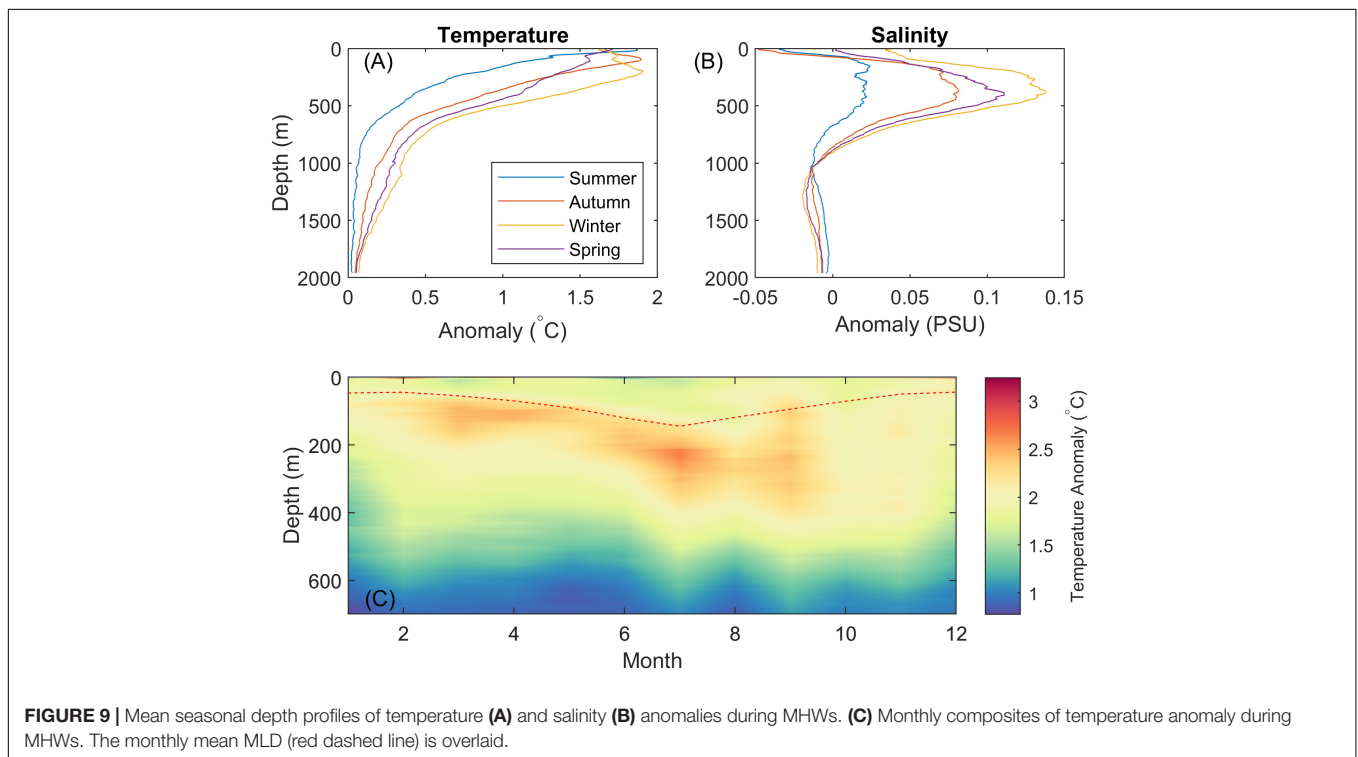 Temperature
Salinity
(A)
(B)
0
500
1000
1500
2000
Depth (m)
0
0.5
1
1.5
2
Anomaly (°C)
Summer
Autumn
Winter
Spring
0
500
1000
1500
2000
-0.05
0
0.05
0.1
0.15
Anomaly (PSU)
0
200
400
600
Depth (m)
(C)
2
4
6
8
10
12
Month
3
2.5
2
1.5
1
Temperature Anomaly (°C)
FIGURE 9 | Mean seasonal depth profiles of temperature (A) and salinity (B) anomalies during MHWs. (C) Monthly composites of temperature anomaly during
MHWs. The monthly mean MLD (red dashed line) is overlaid.